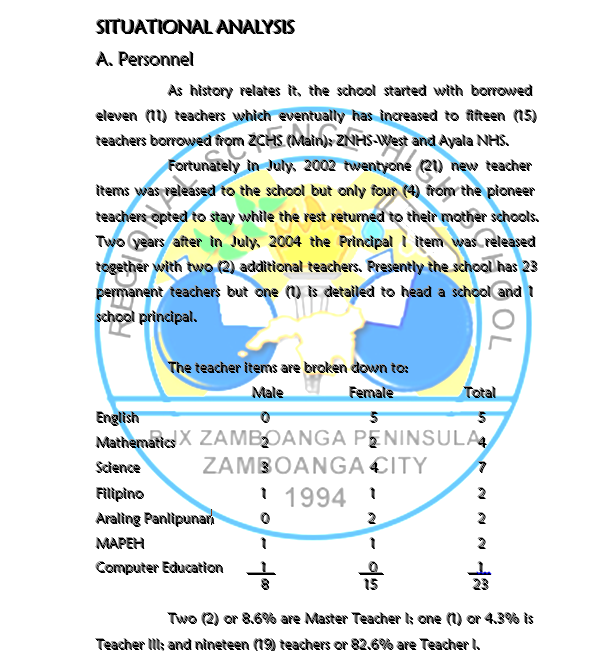 SITUATIONAL ANALYSIS
A. Personnel
As history relates it, the school started with borrowed
eleven (11) teachers which eventually has increased to fifteen (15)
teachers borrowed from ZCHS (Main); ZNHS-West and Ayala NHS.
Fortunately in July, 2002 twentyone (21) new teacher
items was released to the school but only four (4) from the pioneer
teachers opted to stay while the rest returned to their mother schools.
Two years after in July, 2004 the Principal I item was released
together with two (2) additional teachers. Presently the school has 23
permanent teachers but one (1) is detailed to head a school and 1
school principal.
The teacher items are broken down to:
Male Female Total
English 0 5 5
Mathematics 2 2 4
Science 3 4 7
Filipino 1 1 2
Araling Panlipunan 0 2 2
MAPEH 1 1 2
Computer Education 1 0 1
8 15 23
Two (2) or 8.6% are Master Teacher I; one (1) or 4.3% is
Teacher III; and nineteen (19) teachers or 82.6% are Teacher I.
REGIONAL SCIENCE HIGH SCHOOL
R-IX ZAMBOANGA PENINSULA
ZAMBOANGA CITY
1994